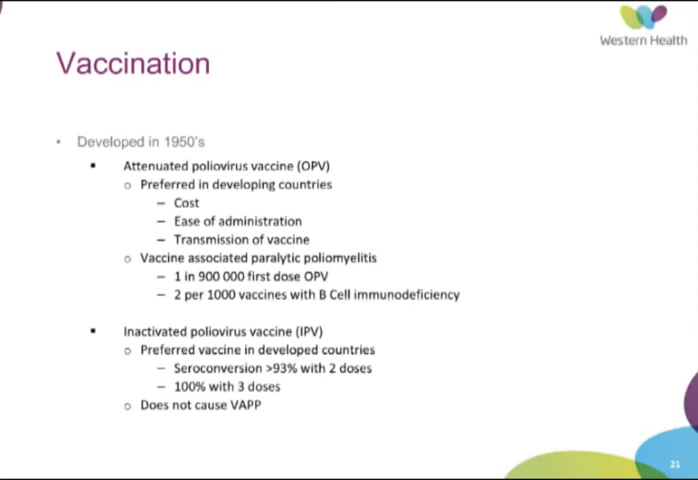 Western Health
Vaccination
• Developed in 1950's
▪ Attenuated poliovirus vaccine (OPV)
o Preferred in developing countries
– Cost
– Ease of administration
– Transmission of vaccine
o Vaccine associated paralytic poliomyelitis
– 1 in 900 000 first dose OPV
– 2 per 1000 vaccines with B Cell immunodeficiency
▪ Inactivated poliovirus vaccine (IPV)
o Preferred vaccine in developed countries
– Seroconversion >93% with 2 doses
– 100% with 3 doses
o Does not cause VAPP
21